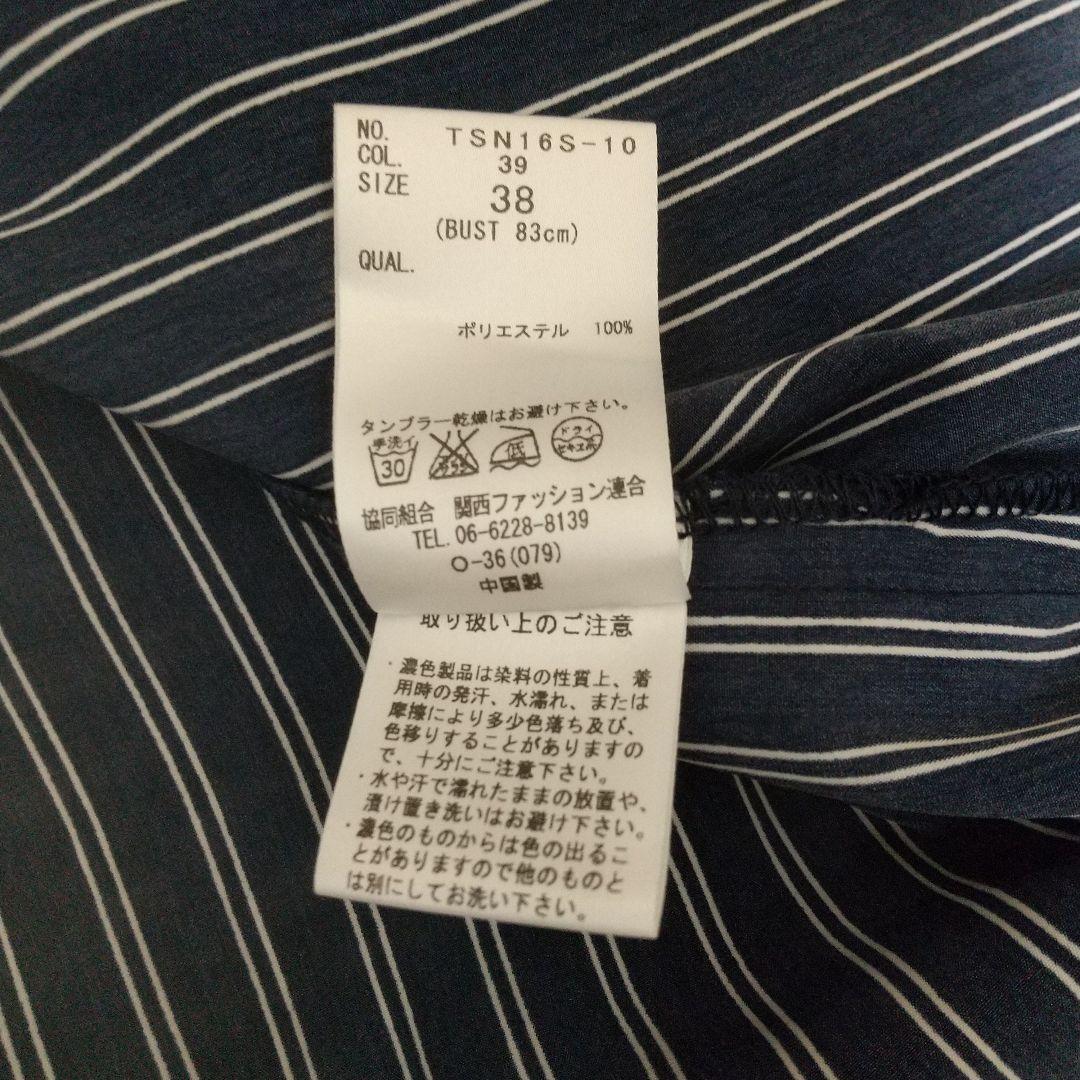 NO. TSN16S-10
COL. 39
SIZE 38
(BUST 83cm)
QUAL.
ポリエステル 100%
タンブラー乾燥はお避け下さい。
手洗イ 30 低 ドライ セキユ系
協同組合 関西ファッション連合
TEL. 06-6228-8139
O-36(079)
中国製
取り扱い上のご注意
・濃色製品は染料の性質上、着
用時の発汗、水濡れ、または
摩擦により多少色落ち及び、
色移りすることがありますの
で、十分にご注意下さい。
・水や汗で濡れたままの放置や、
漬け置き洗いはお避け下さい。
・濃色のものからは色の出るこ
とがありますので他のものと
は別にしてお洗い下さい。